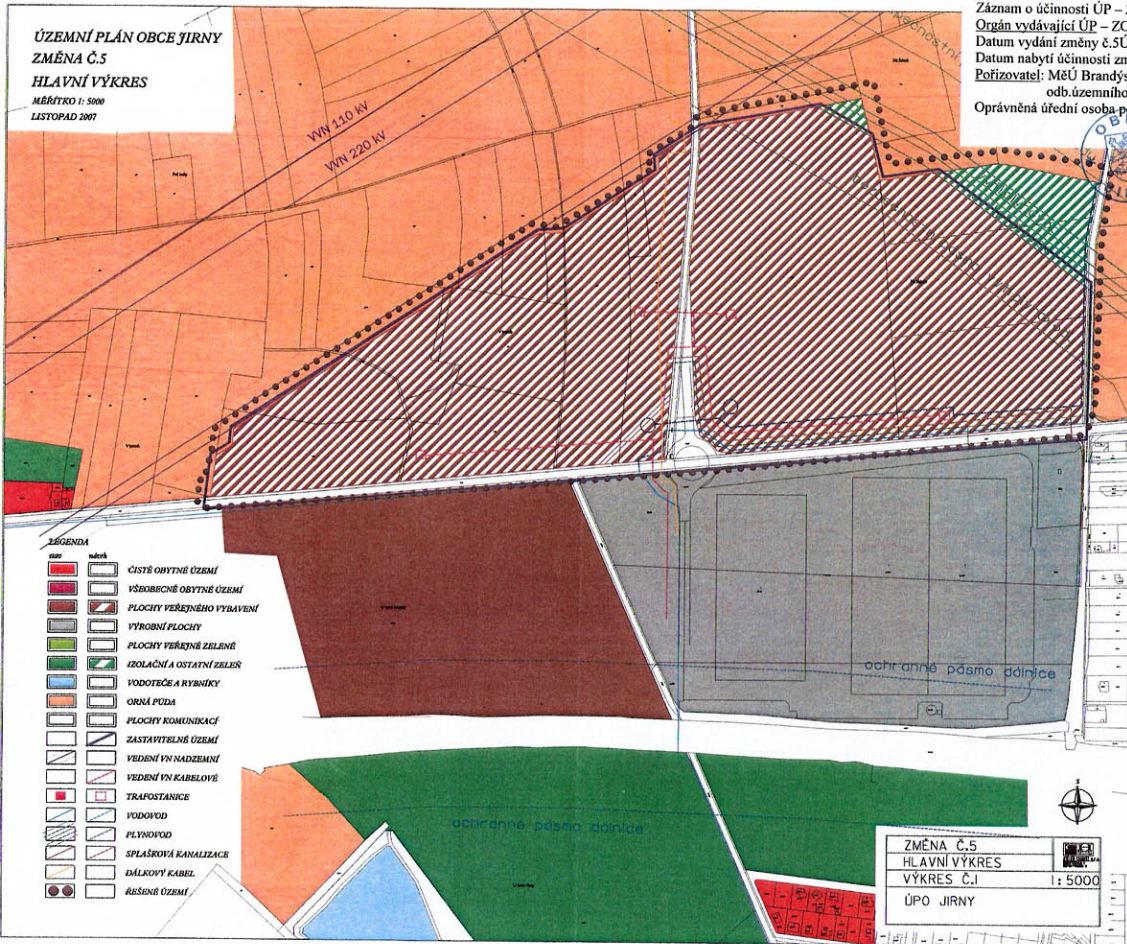 ÚZEMNÍ PLÁN OBCE JIRNY
ZMĚNA Č.5
HLAVNÍ VÝKRES
MĚŘÍTKO 1: 5000
LISTOPAD 2007
Záznam o účinnosti ÚP –
Orgán vydávající ÚP – ZO
Datum vydání změny č.5Ú
Datum nabytí účinnosti zm
Pořizovatel: MěÚ Brandýs
odb.územního
Oprávněná úřední osoba p
VVN 110 kV
VVN 220 kV
ochranné pásmo dálnice
ochranné pásmo dálnice
LEGENDA
stav návrh
ČISTĚ OBYTNÉ ÚZEMÍ
VŠEOBECNĚ OBYTNÉ ÚZEMÍ
PLOCHY VEŘEJNÉHO VYBAVENÍ
VÝROBNÍ PLOCHY
PLOCHY VEŘEJNÉ ZELENĚ
IZOLAČNÍ A OSTATNÍ ZELEŇ
VODOTEČE A RYBNÍKY
ORNÁ PŮDA
PLOCHY KOMUNIKACÍ
ZASTAVITELNÉ ÚZEMÍ
VEDENÍ VN NADZEMNÍ
VEDENÍ VN KABELOVÉ
TRAFOSTANICE
VODOVOD
PLYNOVOD
SPLAŠKOVÁ KANALIZACE
DÁLKOVÝ KABEL
ŘEŠENÉ ÚZEMÍ
ZMĚNA Č.5
HLAVNÍ VÝKRES
VÝKRES Č.1 1: 5000
ÚPO JIRNY